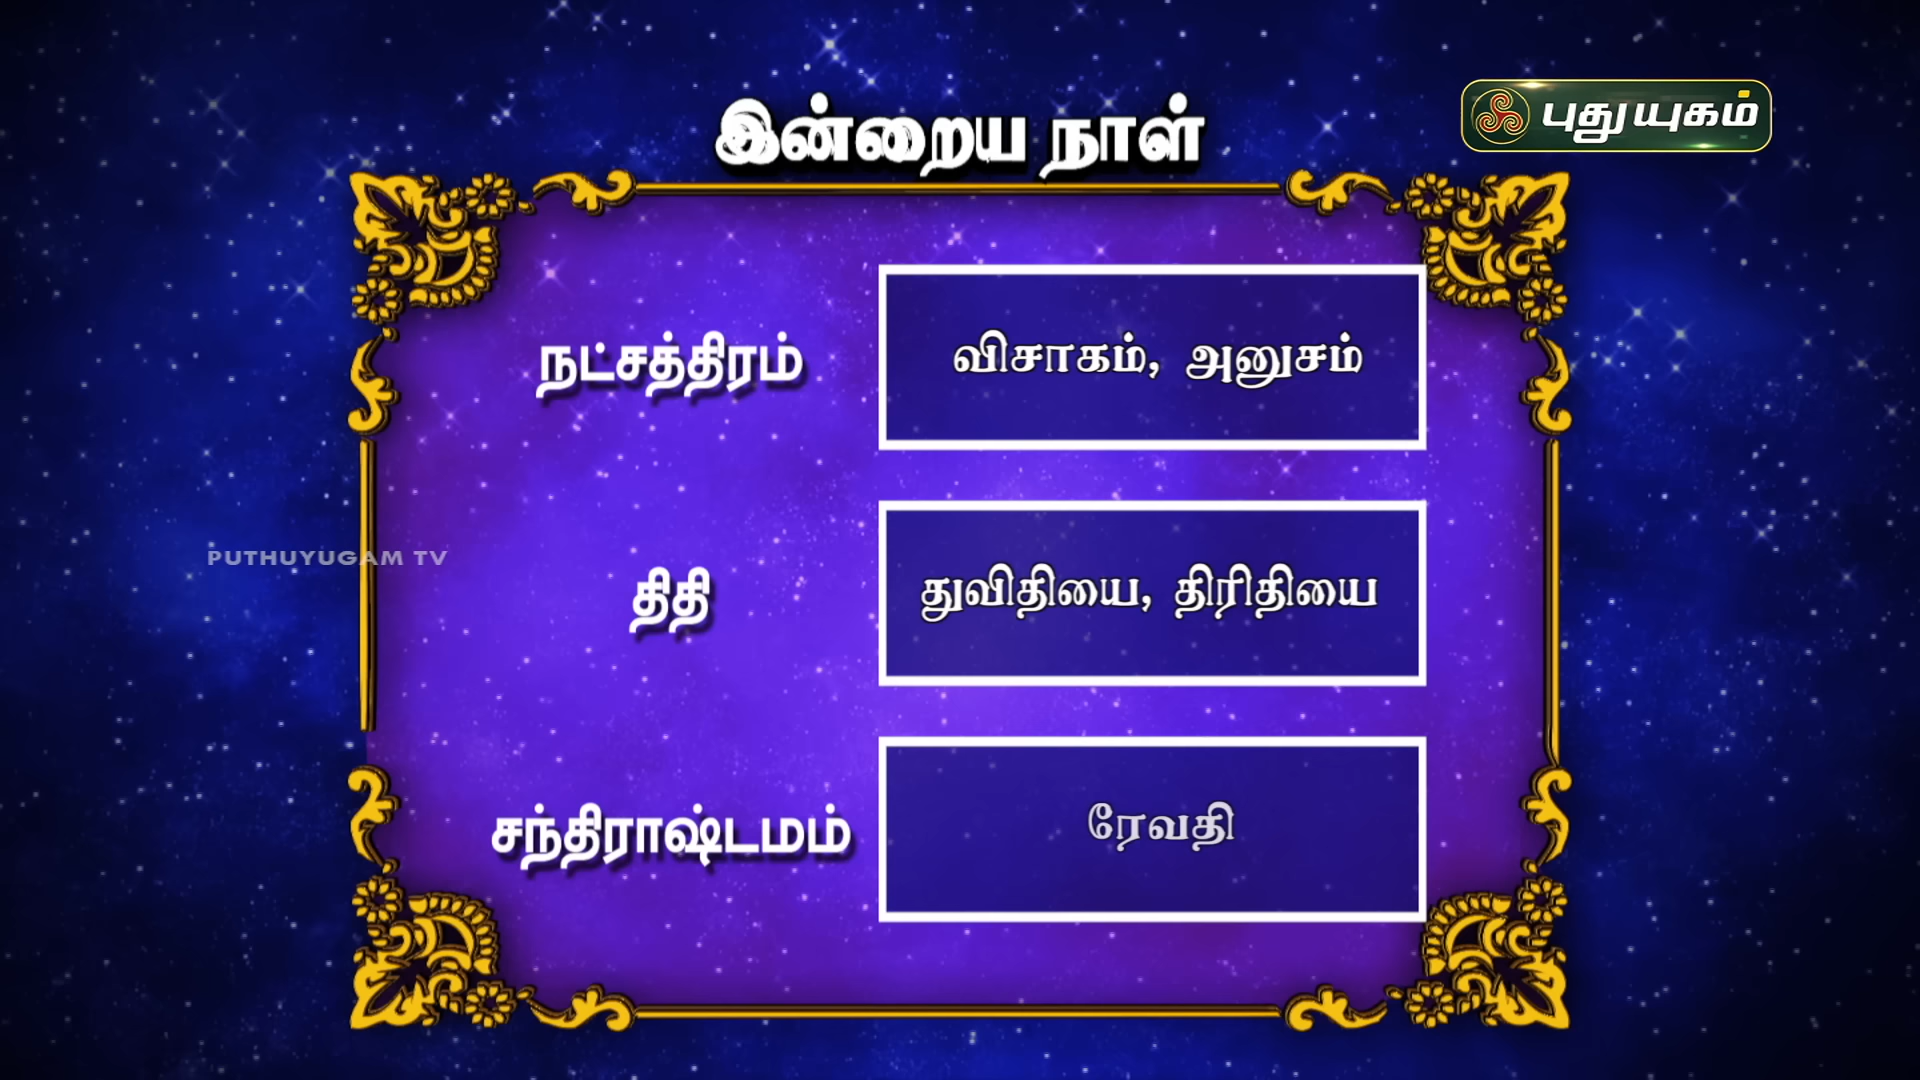 இன்றைய நாள்
புதுயுகம்
நட்சத்திரம்
விசாகம், அனுசம்
PUTHUYUGAM TV
திதி
துவிதியை, திரிதியை
சந்திராஷ்டமம்
ரேவதி